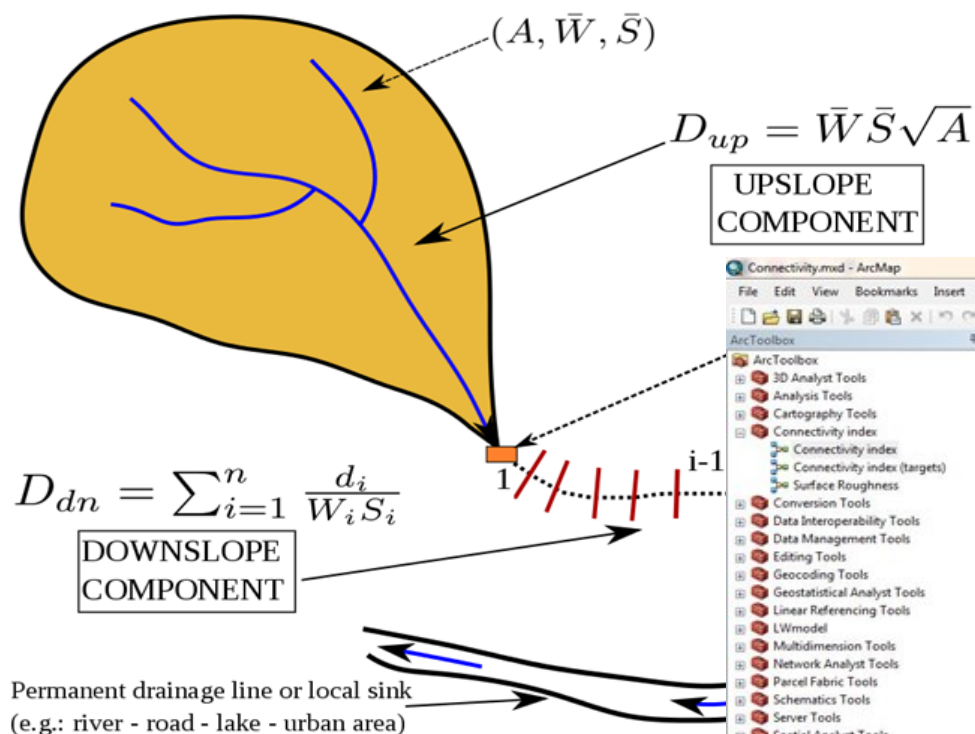 (A, W̄, S̄)
D_up = W̄ S̄ √A
UPSLOPE
COMPONENT
Connectivity.mxd - ArcMap
File Edit View Bookmarks Insert
ArcToolbox
ArcToolbox
3D Analyst Tools
Analysis Tools
Cartography Tools
Connectivity index
Connectivity index
Connectivity index (targets)
Surface Roughness
Conversion Tools
Data Interoperability Tools
Data Management Tools
Editing Tools
Geocoding Tools
Geostatistical Analyst Tools
Linear Referencing Tools
LWmodel
Multidimension Tools
Network Analyst Tools
Parcel Fabric Tools
Schematics Tools
Server Tools
Spatial Analyst Tools
1
i-1
D_dn = ∑_{i=1}^{n} d_i / (W_i S_i)
DOWNSLOPE
COMPONENT
Permanent drainage line or local sink
(e.g.: river - road - lake - urban area)